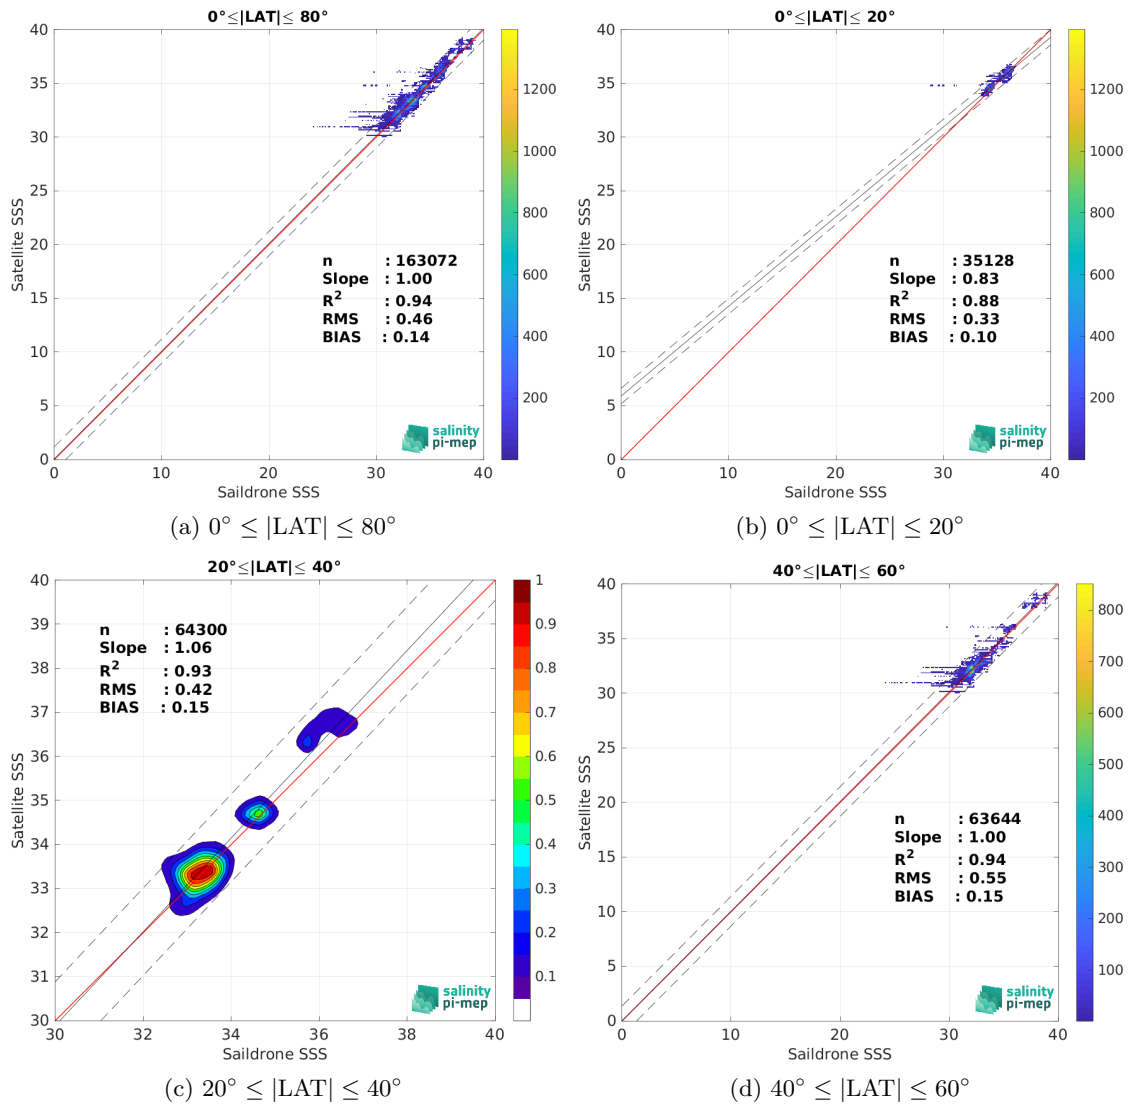 0°≤|LAT|≤ 80°
40
35
30
25
20
15
10
5
0
Satellite SSS
0
10
20
30
40
Saildrone SSS
n : 163072
Slope : 1.00
R² : 0.94
RMS : 0.46
BIAS : 0.14
salinity
pi-mep
1200
1000
800
600
400
200
(a) 0° ≤ |LAT| ≤ 80°
0°≤|LAT|≤ 20°
40
35
30
25
20
15
10
5
0
Satellite SSS
0
10
20
30
40
Saildrone SSS
n : 35128
Slope : 0.83
R² : 0.88
RMS : 0.33
BIAS : 0.10
salinity
pi-mep
1200
1000
800
600
400
200
(b) 0° ≤ |LAT| ≤ 20°
20°≤|LAT|≤ 40°
40
39
38
37
36
35
34
33
32
31
30
Satellite SSS
30
32
34
36
38
40
Saildrone SSS
n : 64300
Slope : 1.06
R² : 0.93
RMS : 0.42
BIAS : 0.15
salinity
pi-mep
1
0.9
0.8
0.7
0.6
0.5
0.4
0.3
0.2
0.1
(c) 20° ≤ |LAT| ≤ 40°
40°≤|LAT|≤ 60°
40
35
30
25
20
15
10
5
0
Satellite SSS
0
10
20
30
40
Saildrone SSS
n : 63644
Slope : 1.00
R² : 0.94
RMS : 0.55
BIAS : 0.15
salinity
pi-mep
800
700
600
500
400
300
200
100
(d) 40° ≤ |LAT| ≤ 60°